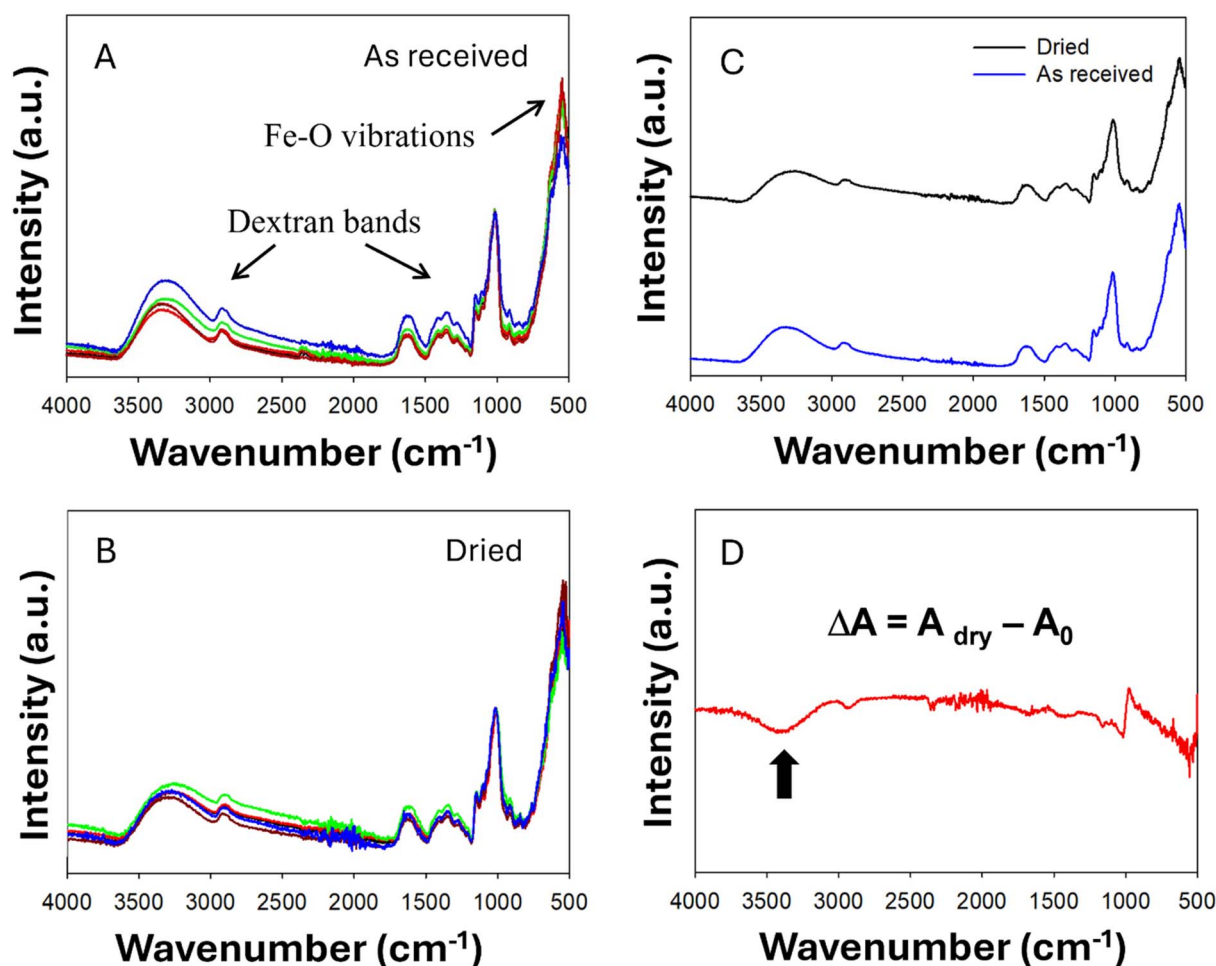 A
As received
Fe-O vibrations
Dextran bands
Intensity (a.u.)
4000 3500 3000 2500 2000 1500 1000 500
Wavenumber (cm⁻¹)
C
Dried
As received
Intensity (a.u.)
4000 3500 3000 2500 2000 1500 1000 500
Wavenumber (cm⁻¹)
B
Dried
Intensity (a.u.)
4000 3500 3000 2500 2000 1500 1000 500
Wavenumber (cm⁻¹)
D
ΔA = A dry – A₀
Intensity (a.u.)
4000 3500 3000 2500 2000 1500 1000 500
Wavenumber (cm⁻¹)